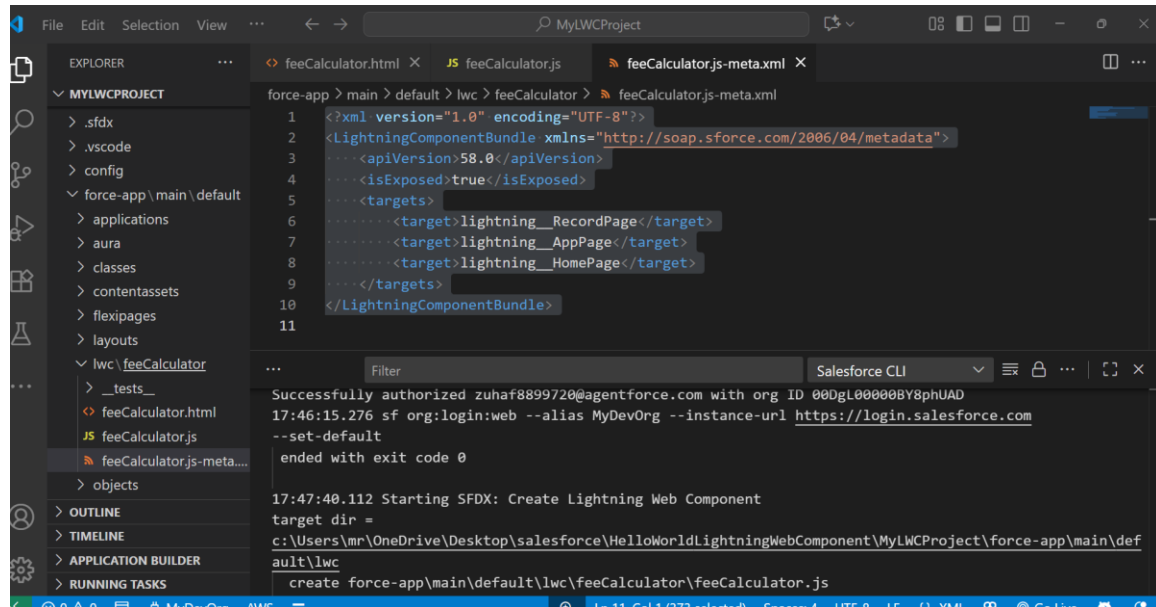 File Edit Selection View ··· ← → MyLWCProject
EXPLORER ···
MYLWCPROJECT
> .sfdx
> .vscode
> config
force-app\main\default
> applications
> aura
> classes
> contentassets
> flexipages
> layouts
lwc\feeCalculator
> __tests__
<> feeCalculator.html
JS feeCalculator.js
feeCalculator.js-meta....
> objects
> OUTLINE
> TIMELINE
> APPLICATION BUILDER
> RUNNING TASKS
<> feeCalculator.html × JS feeCalculator.js feeCalculator.js-meta.xml ×
force-app > main > default > lwc > feeCalculator > feeCalculator.js-meta.xml
1 <?xml version="1.0" encoding="UTF-8"?>
2 <LightningComponentBundle xmlns="http://soap.sforce.com/2006/04/metadata">
3 ····<apiVersion>58.0</apiVersion>
4 ····<isExposed>true</isExposed>
5 ····<targets>
6 ········<target>lightning__RecordPage</target>
7 ········<target>lightning__AppPage</target>
8 ········<target>lightning__HomePage</target>
9 ····</targets>
10 </LightningComponentBundle>
11
··· Filter Salesforce CLI
Successfully authorized zuhaf8899720@agentforce.com with org ID 00DgL00000BY8phUAD
17:46:15.276 sf org:login:web --alias MyDevOrg --instance-url https://login.salesforce.com
--set-default
ended with exit code 0
17:47:40.112 Starting SFDX: Create Lightning Web Component
target dir =
c:\Users\mr\OneDrive\Desktop\salesforce\HelloWorldLightningWebComponent\MyLWCProject\force-app\main\def
ault\lwc
create force-app\main\default\lwc\feeCalculator\feeCalculator.js